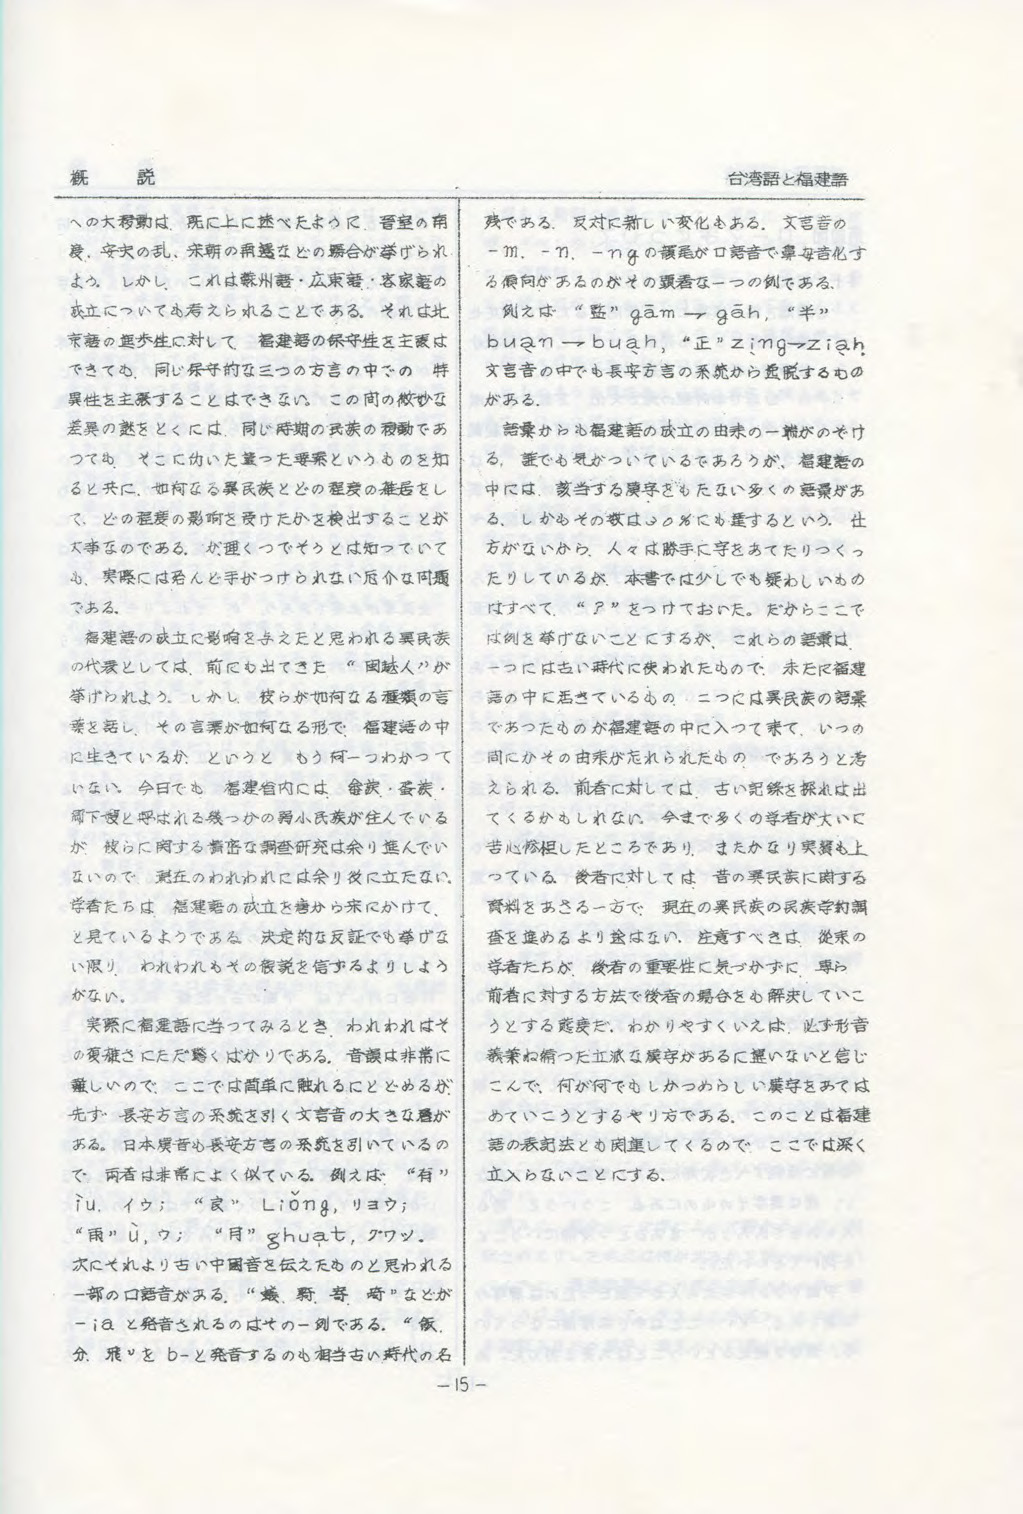 概 説
台湾語と福建語
への大移動は、既に上に述べたように、晋室の南
渡、安史の乱、宋朝の南遷などの場合が挙げられ
よう。しかし、これは蘇州語・広東語・客家語の
成立についても考えられることである。それは北
京語の進歩性に対して、福建語の保守性を主張は
できても、同じ保守的な三つの方言の中での、特
異性を主張することはできない。この間の微妙な
差異の謎をとくには、同じ時期の民族の移動であ
つても、そこに働いた違った要素というものを知
ると共に、如何なる異民族とどの程度の雑居をし
て、どの程度の影响を受けたかを検出することが
大事なのである。が理くつでそうとは知っていて
も、実際には殆んど手がつけられない厄介な問題
である。
福建語の成立に影响を与えたと思われる異民族
の代表としては、前にも出てきた、“閩越人”が
挙げられよう。しかし、彼らが如何なる種類の言
葉を話し、その言葉が如何なる形で、福建語の中
に生きているか、というと、もう何一つわかつて
いない。今日でも、福建省内には、畲族・蛋族・
郎下嫂と呼ばれる幾つかの弱小民族が住んでいる
が、彼らに関する精密な調査研究は余り進んでい
ないので、現在のわれわれには余り役に立たない。
学者たちは、福建語の成立を唐から宋にかけて、
と見ているようである。決定的な反証でも挙げな
い限り、われわれもその仮説を信ずるよりしよう
がない。
実際に福建語に当つてみるとき、われわれはそ
の複雑さにただ驚くばかりである。音韻は非常に
難しいので、ここでは簡単に触れるにとどめるが、
先ず、長安方言の系統を引く文言音の大きな層が
ある。日本漢音も長安方言の系統を引いているの
で、両者は非常によく似ている。例えば、“有”
ìu, イウ; “良” Liǒng, リヨウ;
“雨” ù, ウ; “月” ghuat, グワツ.
次にそれより古い中国音を伝えたものと思われる
一部の口語音がある。“蟻、騎、寄、崎”などが
-iaと発音されるのはその一例である。“飯、
分、飛”をb-と発音するのも相当古い時代の名
残である。反対に新しい変化もある。文言音の
-m、-n、-ngの韻尾が口語音で鼻母音化す
る傾向があるのがその顕著な一つの例である。
例えば、“監” gām → gāh, “半”
buan → buah, “正” zing→ziah.
文言音の中でも長安方言の系統から逸脱するもの
がある。
語彙からも福建語の成立の由来の一端がのぞけ
る。誰でも気がついているであろうが、福建語の
中には、該当する漢字をもたない多くの語彙があ
る。しかもその数は30%にも達するという。仕
方がないから、人々は勝手に字をあてたりつくっ
たりしているが、本書では少しでも疑わしいもの
はすべて、“?”をつけておいた。だからここで
は例を挙げないことにするが、これらの語彙は、
一つには古い時代に使われたもので、未だに福建
語の中に活きているもの、二つには異民族の語彙
であつたものが福建語の中に入つて来て、いつの
間にかその由来が忘れられたもの、であろうと考
えられる。前者に対しては、古い記録を探れば出
てくるかもしれない。今まで多くの学者が大いに
苦心惨憺したところであり、またかなり実績も上
つている。後者に対しては、昔の異民族に関する
資料をあさる一方で、現在の異民族の民族学的調
査を進めるより途はない。注意すべきは、従来の
学者たちが、後者の重要性に気づかずに、専ら
前者に対する方法で後者の場合をも解決していこ
うとする態度だ。わかりやすくいえば、必ず形音
義兼ね備つた立派な漢字があるに違いないと信じ
こんで、何が何でもしかつめらしい漢字をあては
めていこうとするやり方である。このことは福建
語の表記法とも関連してくるので、ここでは深く
立入らないことにする。
-15-